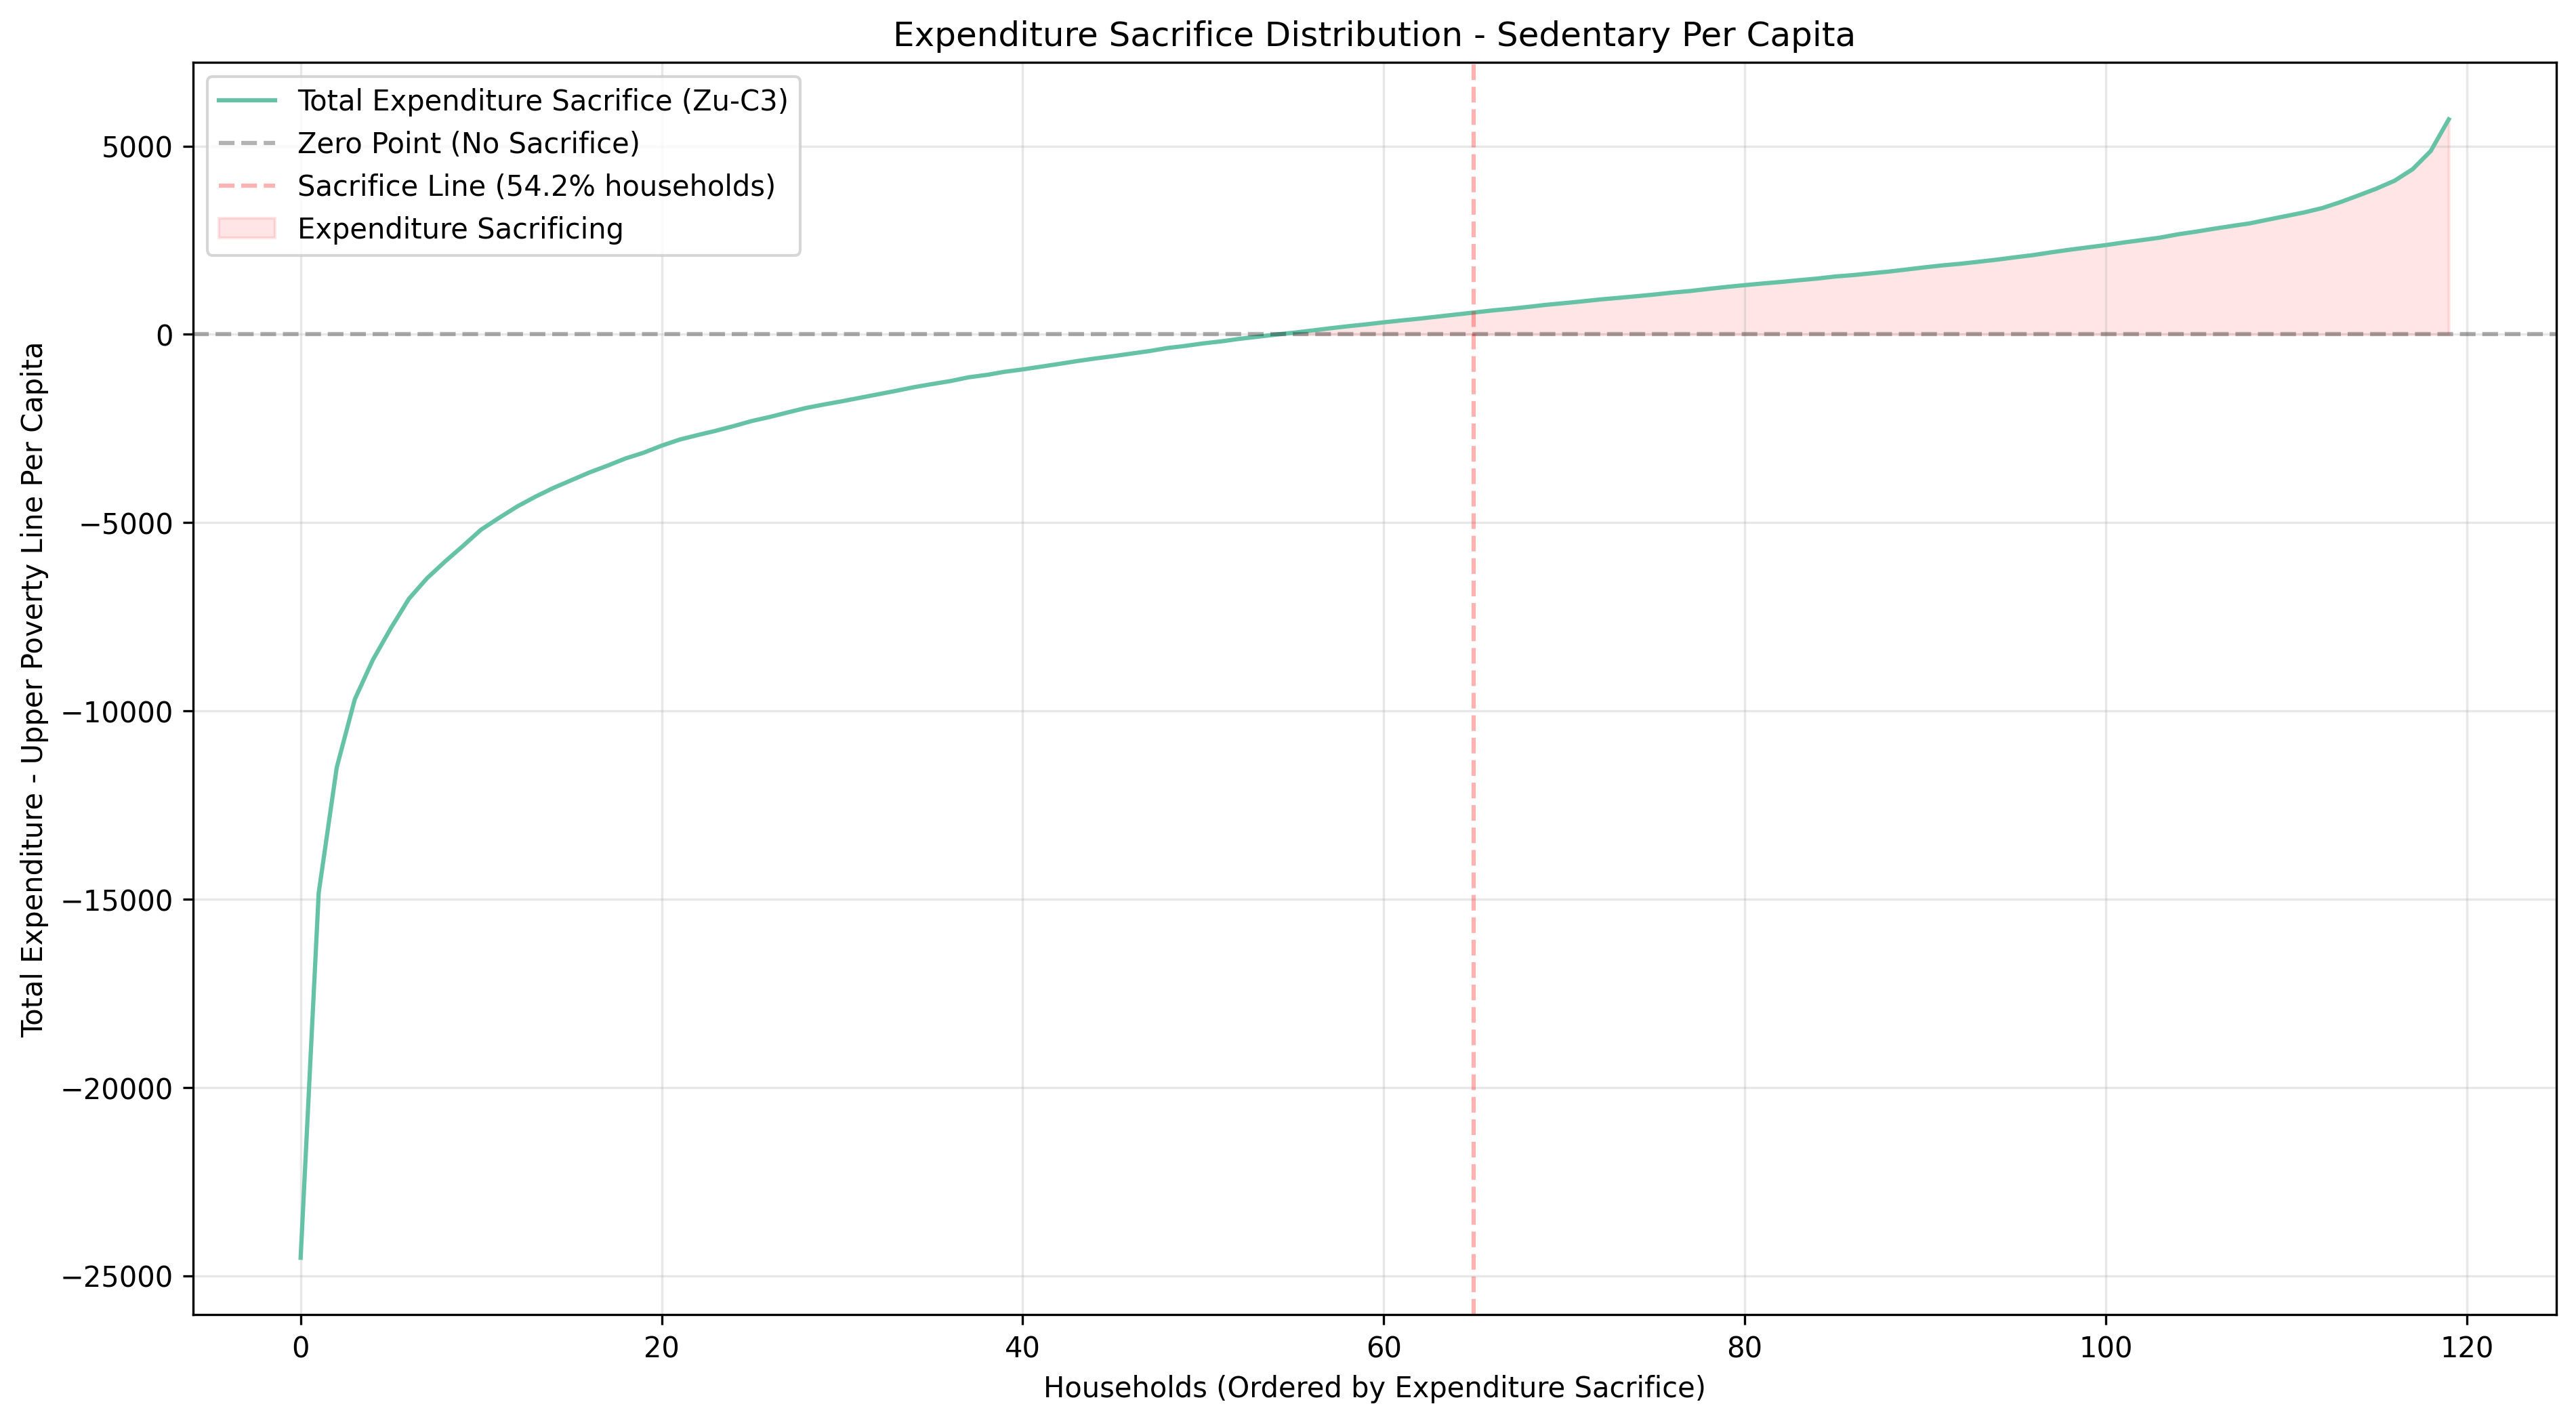 Expenditure Sacrifice Distribution - Sedentary Per Capita
Total Expenditure Sacrifice (Zu-C3)
Zero Point (No Sacrifice)
Sacrifice Line (54.2% households)
Expenditure Sacrificing
Total Expenditure - Upper Poverty Line Per Capita
5000
0
−5000
−10000
−15000
−20000
−25000
0 20 40 60 80 100 120
Households (Ordered by Expenditure Sacrifice)